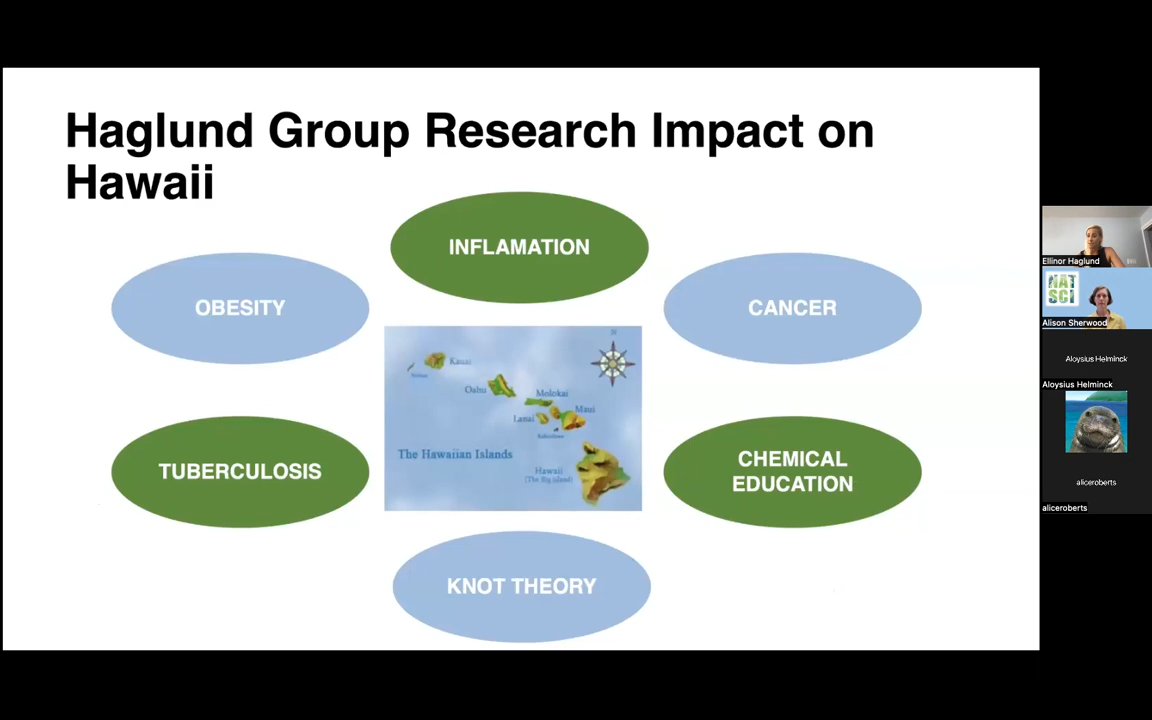 Haglund Group Research Impact on
Hawaii
INFLAMATION
OBESITY
CANCER
Kauai
Oahu
Molokai
Lanai
Maui
The Hawaiian Islands
Hawaii
(The Big island)
TUBERCULOSIS
CHEMICAL
EDUCATION
KNOT THEORY
Ellinor Haglund
NAT
SCI
Alison Sherwood
Aloysius Helminck
Aloysius Helminck
aliceroberts
aliceroberts